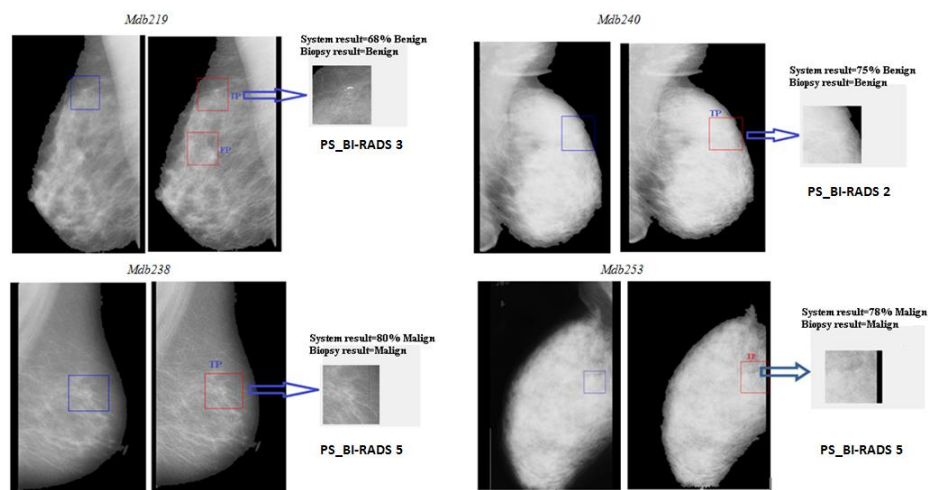 Mdb219
System result=68% Benign
Biopsy result=Benign
TP
FP
PS_BI-RADS 3
Mdb240
System result=75% Benign
Biopsy result=Benign
TP
PS_BI-RADS 2
Mdb238
System result=80% Malign
Biopsy result=Malign
TP
PS_BI-RADS 5
Mdb253
System result=78% Malign
Biopsy result=Malign
TP
PS_BI-RADS 5